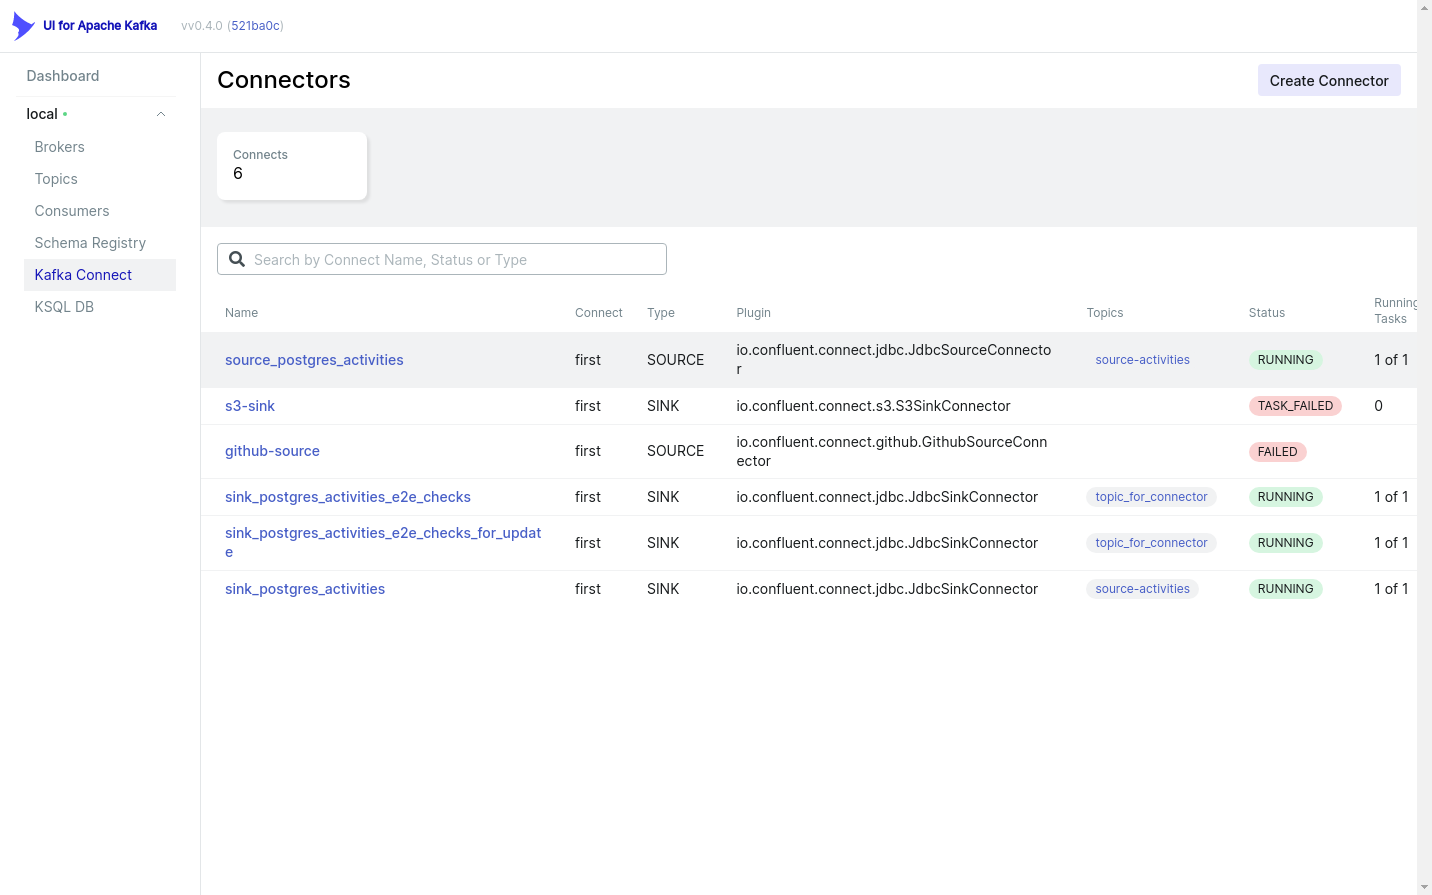 UI for Apache Kafka vv0.4.0 (521ba0c)
Dashboard
local
Brokers
Topics
Consumers
Schema Registry
Kafka Connect
KSQL DB
Connectors
Create Connector
Connects
6
Search by Connect Name, Status or Type
Name Connect Type Plugin Topics Status Running
Tasks
source_postgres_activities first SOURCE io.confluent.connect.jdbc.JdbcSourceConnecto source-activities RUNNING 1 of 1
r
s3-sink first SINK io.confluent.connect.s3.S3SinkConnector TASK_FAILED 0
github-source first SOURCE io.confluent.connect.github.GithubSourceConn FAILED
ector
sink_postgres_activities_e2e_checks first SINK io.confluent.connect.jdbc.JdbcSinkConnector topic_for_connector RUNNING 1 of 1
sink_postgres_activities_e2e_checks_for_updat first SINK io.confluent.connect.jdbc.JdbcSinkConnector topic_for_connector RUNNING 1 of 1
e
sink_postgres_activities first SINK io.confluent.connect.jdbc.JdbcSinkConnector source-activities RUNNING 1 of 1